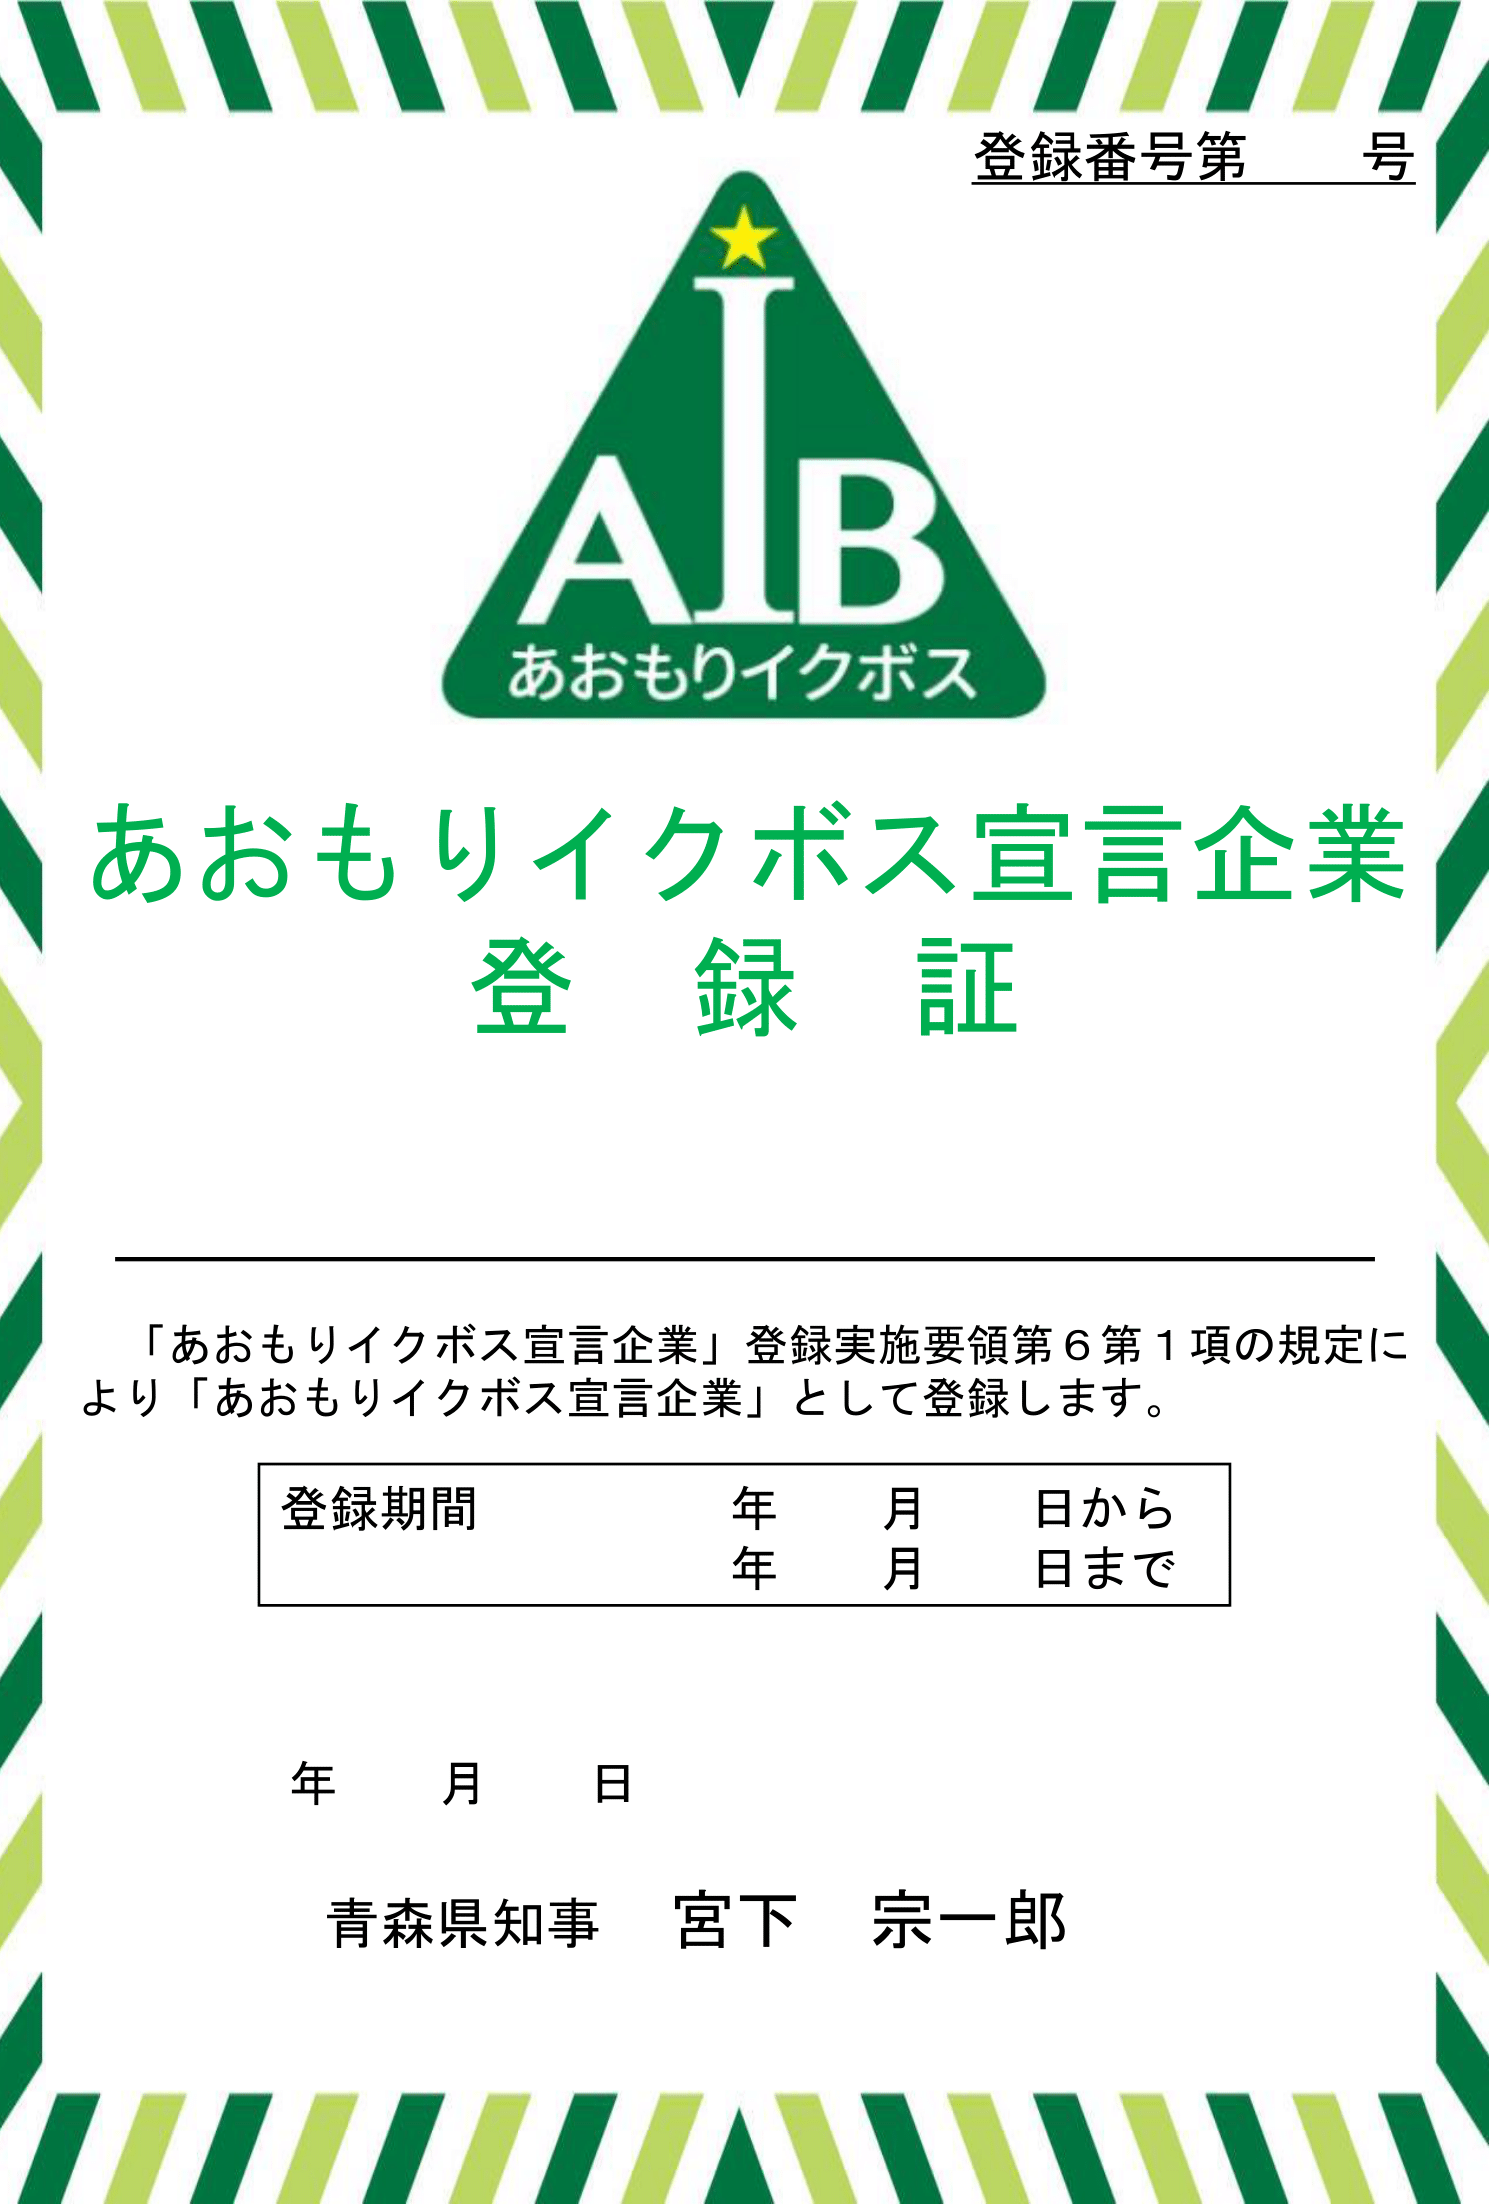 登録番号第　　号
AIB
あおもりイクボス
あおもりイクボス宣言企業
登　録　証
「あおもりイクボス宣言企業」登録実施要領第６第１項の規定に
より「あおもりイクボス宣言企業」として登録します。
登録期間　　　　　年　　月　　日から
年　　月　　日まで
年　　月　　日
青森県知事　宮下　宗一郎